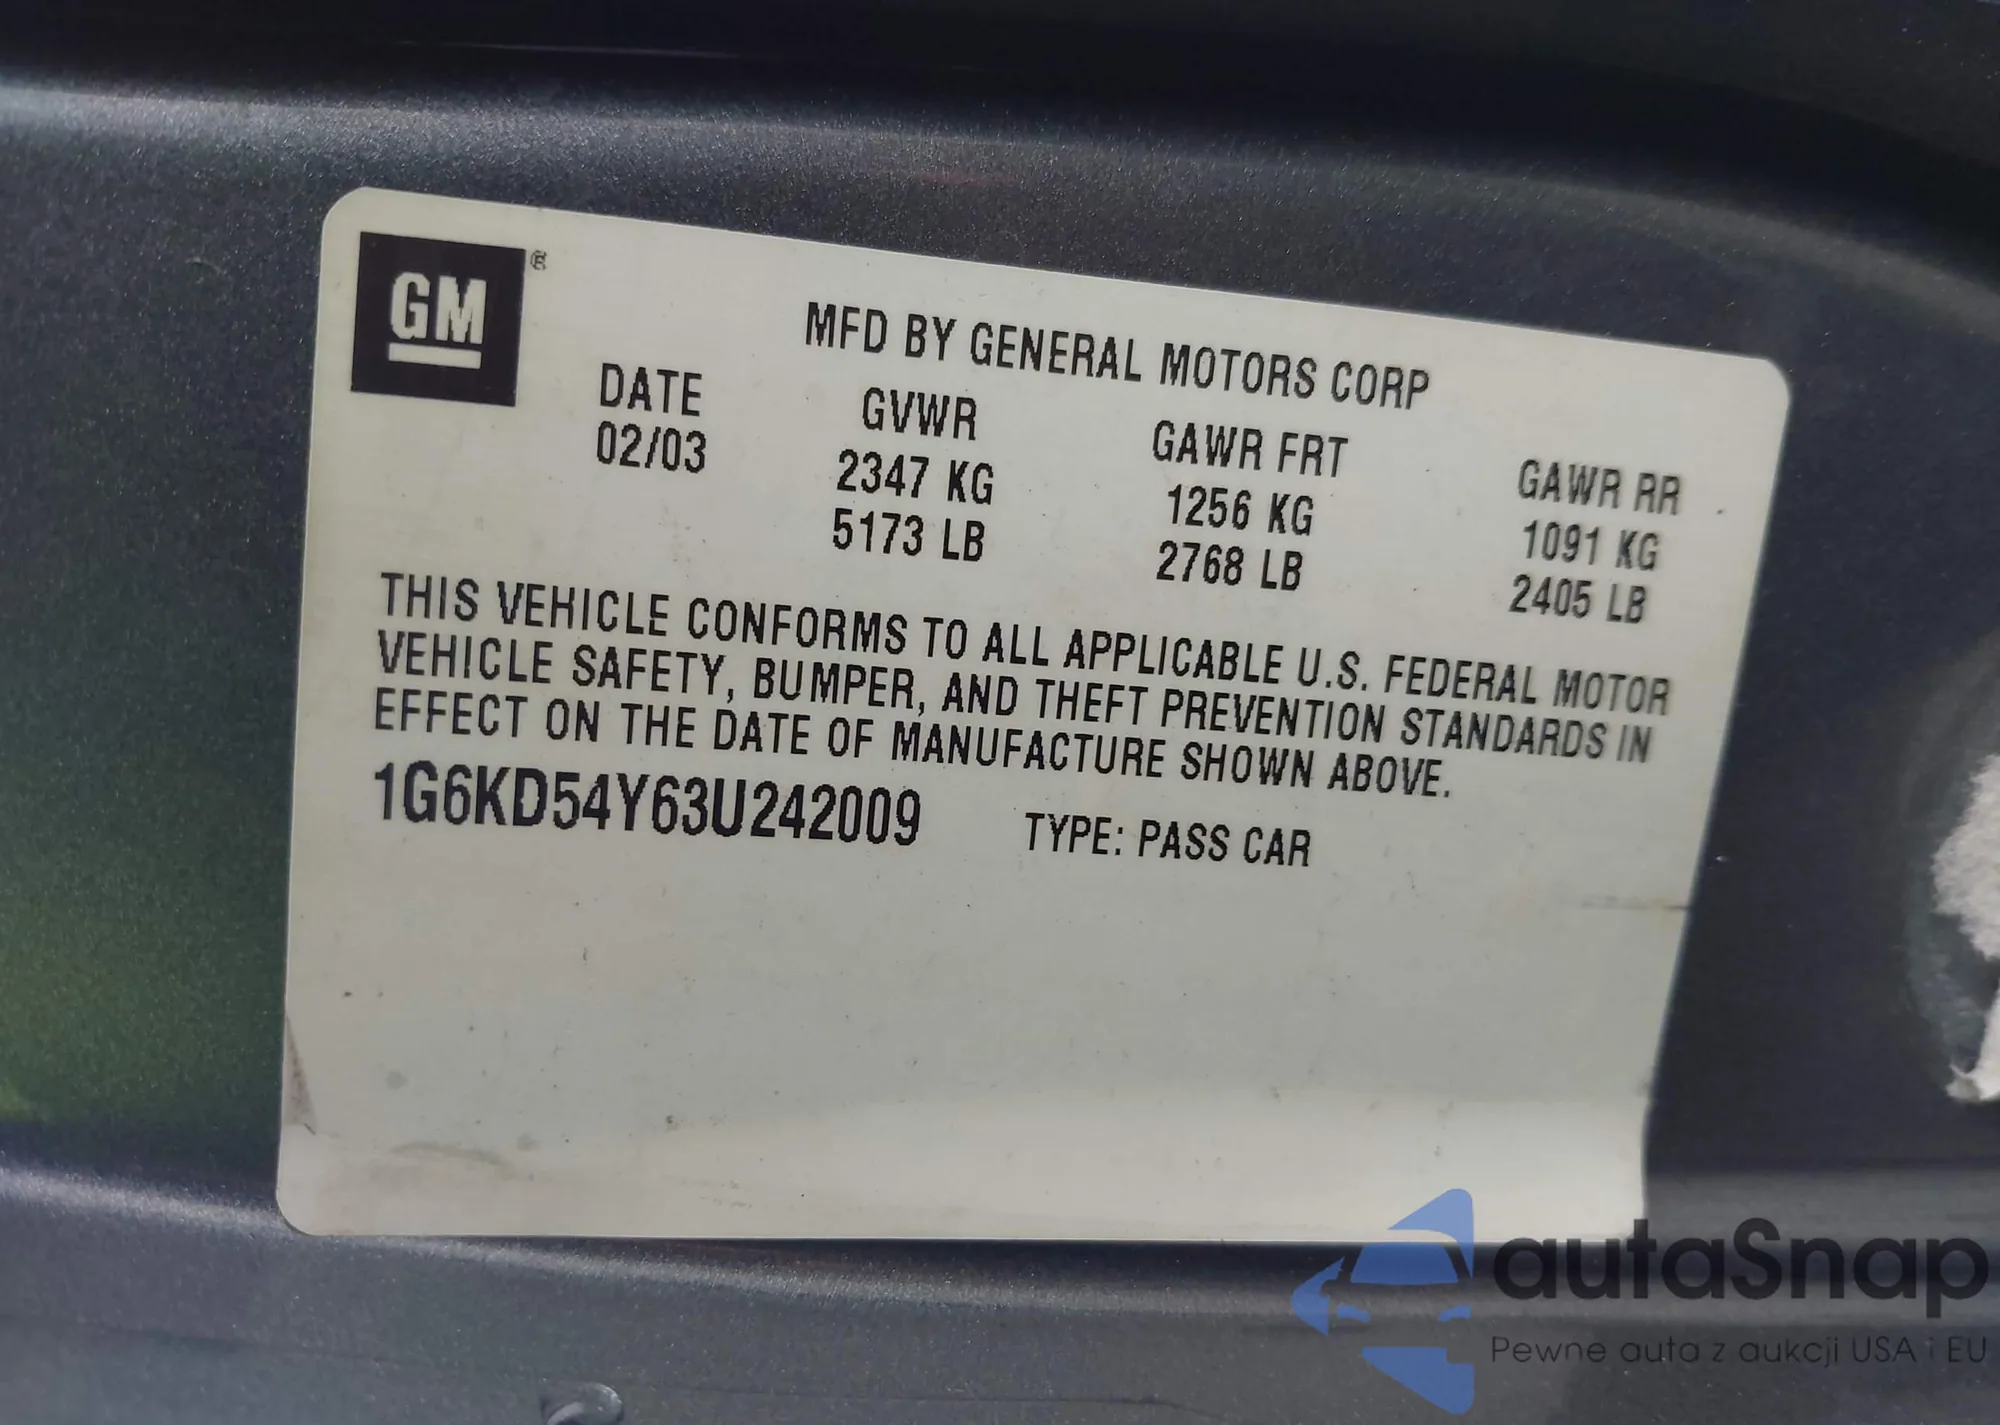 GM®
MFD BY GENERAL MOTORS CORP
DATE GVWR GAWR FRT GAWR RR
02/03 2347 KG 1256 KG 1091 KG
5173 LB 2768 LB 2405 LB
THIS VEHICLE CONFORMS TO ALL APPLICABLE U.S. FEDERAL MOTOR
VEHICLE SAFETY, BUMPER, AND THEFT PREVENTION STANDARDS IN
EFFECT ON THE DATE OF MANUFACTURE SHOWN ABOVE.
1G6KD54Y63U242009 TYPE: PASS CAR
autaSnap
Pewne auta z aukcji USA i EU